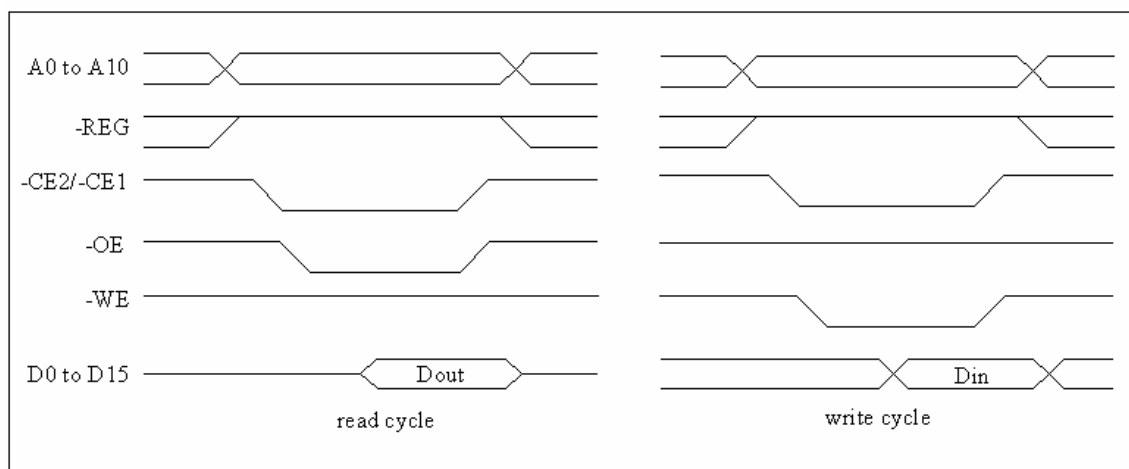 A0 to A10
-REG
-CE2/-CE1
-OE
-WE
D0 to D15
Dout
Din
read cycle
write cycle